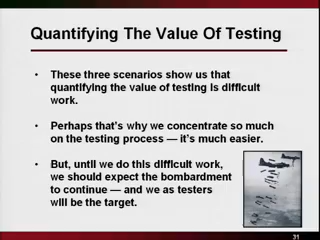 Quantifying The Value Of Testing
• These three scenarios show us that
quantifying the value of testing is difficult
work.
• Perhaps that's why we concentrate so much
on the testing process — it's much easier.
• But, until we do this difficult work,
we should expect the bombardment
to continue — and we as testers
will be the target.
31